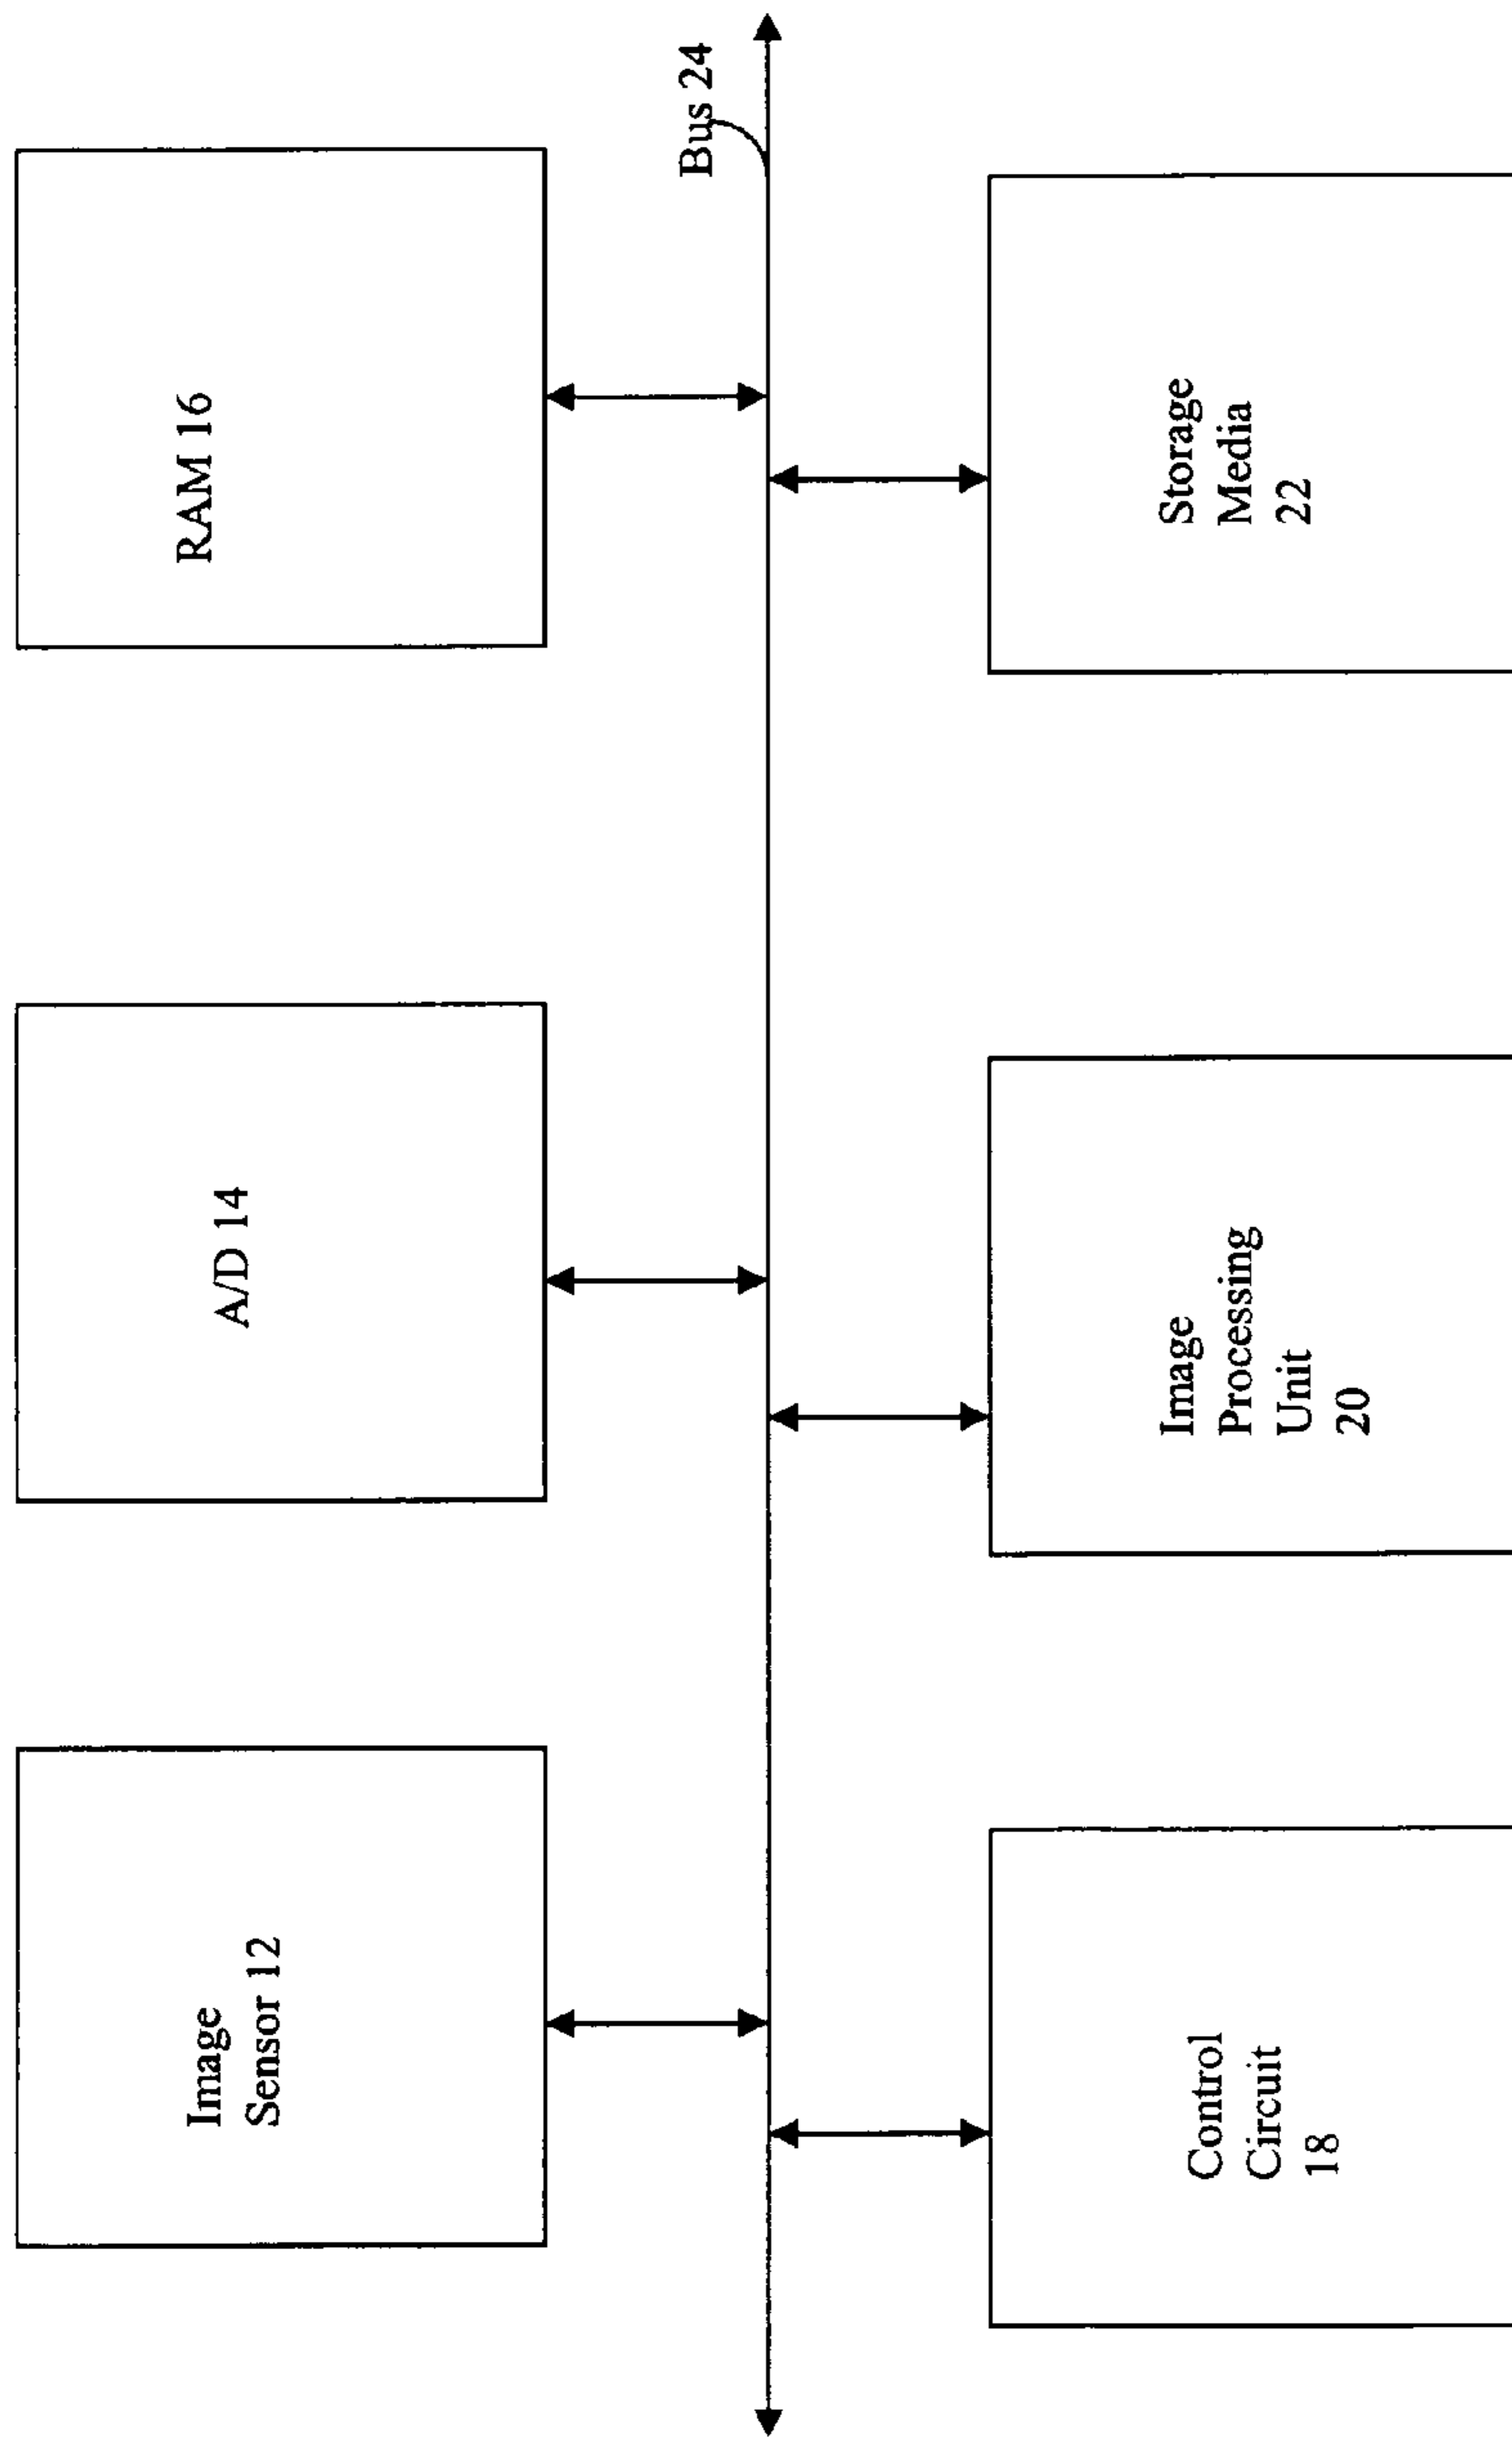 Image
Sensor 12
A/D 14
RAM 16
Bus 24
Control
Circuit
18
Image
Processing
Unit
20
Storage
Media
22